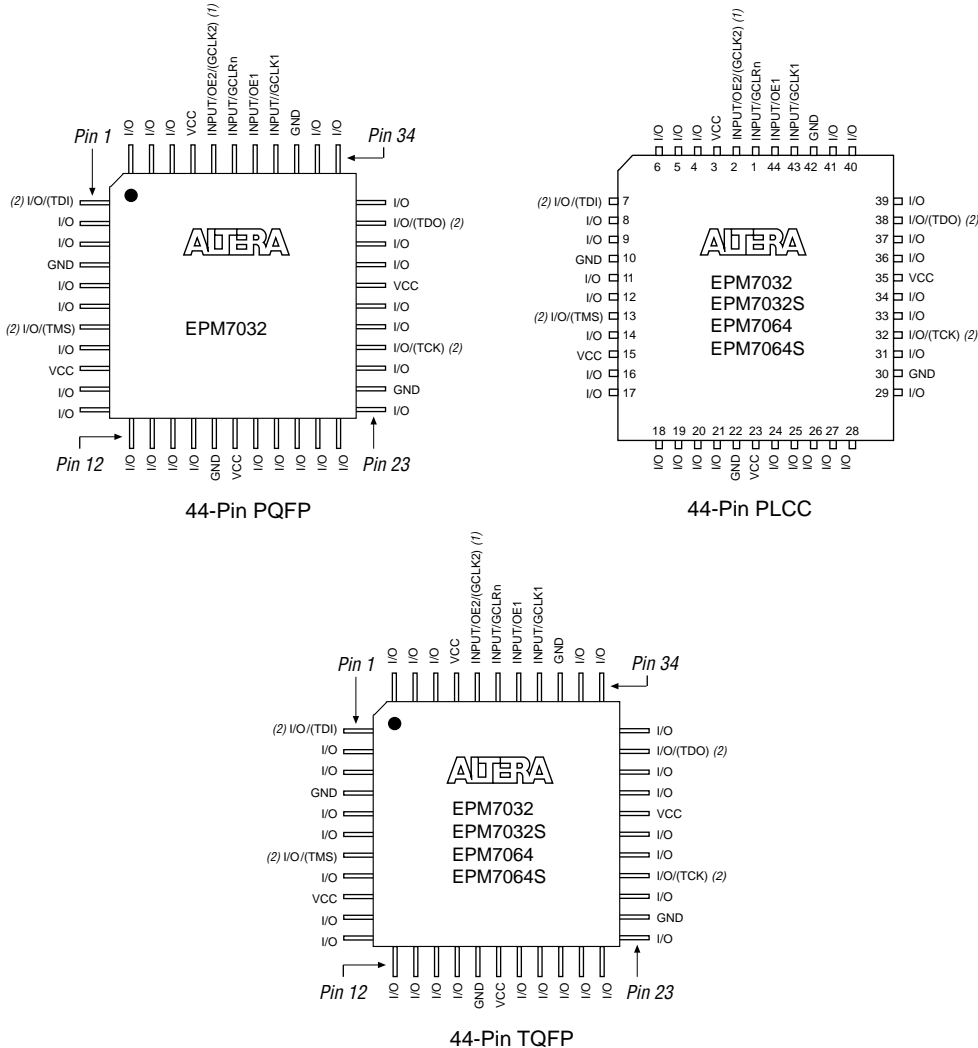 I/O
I/O
I/O
VCC
INPUT/OE2/(GCLK2) (1)
INPUT/GCLRn
INPUT/OE1
INPUT//GCLK1
GND
I/O
I/O
Pin 1
Pin 34
(2) I/O/(TDI)
I/O
I/O
GND
I/O
I/O
(2) I/O/(TMS)
I/O
VCC
I/O
I/O
ALTERA
EPM7032
I/O
I/O/(TDO) (2)
I/O
I/O
VCC
I/O
I/O
I/O/(TCK) (2)
I/O
GND
I/O
Pin 12
Pin 23
I/O
I/O
I/O
I/O
GND
VCC
I/O
I/O
I/O
I/O
I/O
44-Pin PQFP
I/O
I/O
I/O
VCC
INPUT/OE2/(GCLK2) (1)
INPUT/GCLRn
INPUT/OE1
INPUT/GCLK1
GND
I/O
I/O
6 5 4 3 2 1 44 43 42 41 40
(2) I/O/(TDI) 7
I/O 8
I/O 9
GND 10
I/O 11
I/O 12
(2) I/O/(TMS) 13
I/O 14
VCC 15
I/O 16
I/O 17
ALTERA
EPM7032
EPM7032S
EPM7064
EPM7064S
39 I/O
38 I/O/(TDO) (2)
37 I/O
36 I/O
35 VCC
34 I/O
33 I/O
32 I/O/(TCK) (2)
31 I/O
30 GND
29 I/O
18 19 20 21 22 23 24 25 26 27 28
I/O
I/O
I/O
I/O
GND
VCC
I/O
I/O
I/O
I/O
I/O
44-Pin PLCC
I/O
I/O
I/O
VCC
INPUT/OE2/(GCLK2) (1)
INPUT/GCLRn
INPUT/OE1
INPUT/GCLK1
GND
I/O
I/O
Pin 1
Pin 34
(2) I/O/(TDI)
I/O
I/O
GND
I/O
I/O
(2) I/O/(TMS)
I/O
VCC
I/O
I/O
ALTERA
EPM7032
EPM7032S
EPM7064
EPM7064S
I/O
I/O/(TDO) (2)
I/O
I/O
VCC
I/O
I/O
I/O/(TCK) (2)
I/O
GND
I/O
Pin 12
Pin 23
I/O
I/O
I/O
I/O
GND
VCC
I/O
I/O
I/O
I/O
I/O
44-Pin TQFP